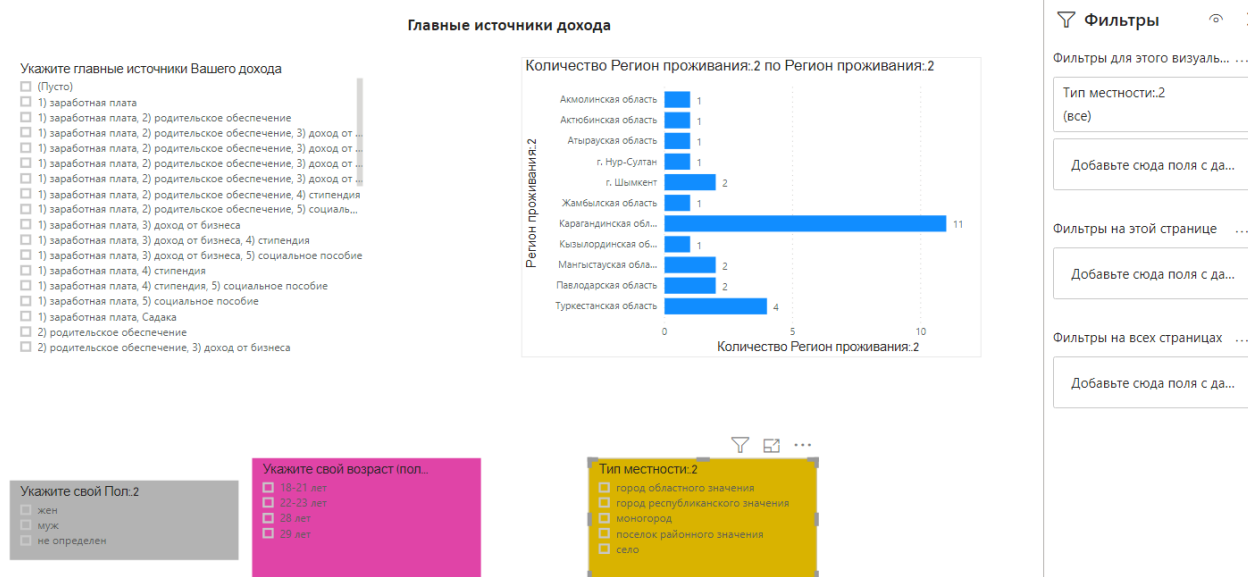 Главные источники дохода
Укажите главные источники Вашего дохода
(Пусто)
1) заработная плата
1) заработная плата, 2) родительское обеспечение
1) заработная плата, 2) родительское обеспечение, 3) доход от ...
1) заработная плата, 2) родительское обеспечение, 3) доход от ...
1) заработная плата, 2) родительское обеспечение, 3) доход от ...
1) заработная плата, 2) родительское обеспечение, 3) доход от ...
1) заработная плата, 2) родительское обеспечение, 4) стипендия
1) заработная плата, 2) родительское обеспечение, 5) социаль...
1) заработная плата, 3) доход от бизнеса
1) заработная плата, 3) доход от бизнеса, 4) стипендия
1) заработная плата, 3) доход от бизнеса, 5) социальное пособие
1) заработная плата, 4) стипендия
1) заработная плата, 4) стипендия, 5) социальное пособие
1) заработная плата, 5) социальное пособие
1) заработная плата, Садака
2) родительское обеспечение
2) родительское обеспечение, 3) доход от бизнеса
Количество Регион проживания:.2 по Регион проживания:.2
Регион проживания:.2
Акмолинская область 1
Актюбинская область 1
Атырауская область 1
г. Нур-Султан 1
г. Шымкент 2
Жамбылская область 1
Карагандинская обл... 11
Кызылординская об... 1
Мангыстауская обла... 2
Павлодарская область 2
Туркестанская область 4
0 5 10
Количество Регион проживания:.2
Фильтры
Фильтры для этого визуаль... ...
Тип местности:.2
(все)
Добавьте сюда поля с да...
Фильтры на этой странице ...
Добавьте сюда поля с да...
Фильтры на всех страницах ...
Добавьте сюда поля с да...
Укажите свой Пол:.2
жен
муж
не определен
Укажите свой возраст (пол...
18-21 лет
22-23 лет
28 лет
29 лет
Тип местности:.2
город областного значения
город республиканского значения
моногород
поселок районного значения
село